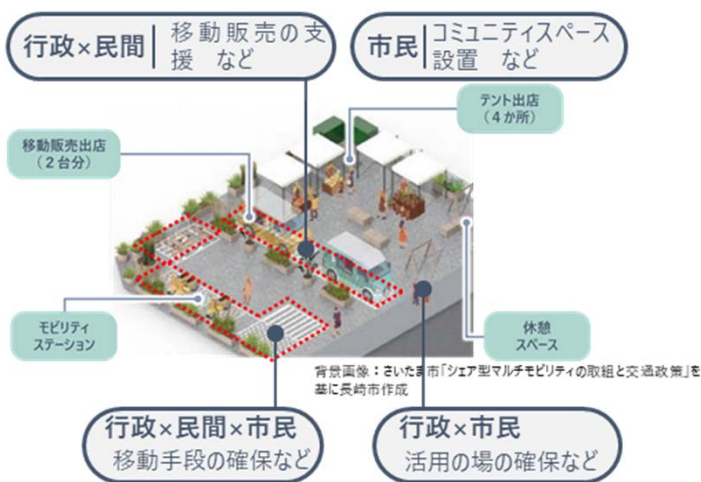 行政×民間 移動販売の支
援 など
市民 コミュニティスペース
設置 など
テント出店
（4か所）
移動販売出店
（2台分）
モビリティ
ステーション
休憩
スペース
背景画像：さいたま市「シェア型マルチモビリティの取組と交通政策」を
基に長崎市作成
行政×民間×市民
移動手段の確保など
行政×市民
活用の場の確保など